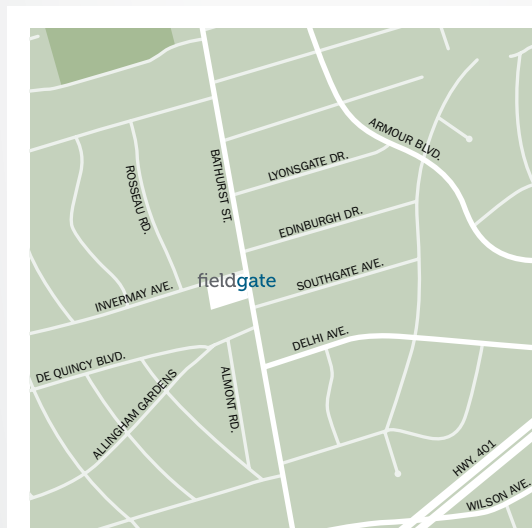 ARMOUR BLVD.
BATHURST ST.
LYONSGATE DR.
ROSSEAU RD.
EDINBURGH DR.
fieldgate
SOUTHGATE AVE.
INVERMAY AVE.
DELHI AVE.
DE QUINCY BLVD.
ALLINGHAM GARDENS
ALMONT RD.
HWY. 401
WILSON AVE.